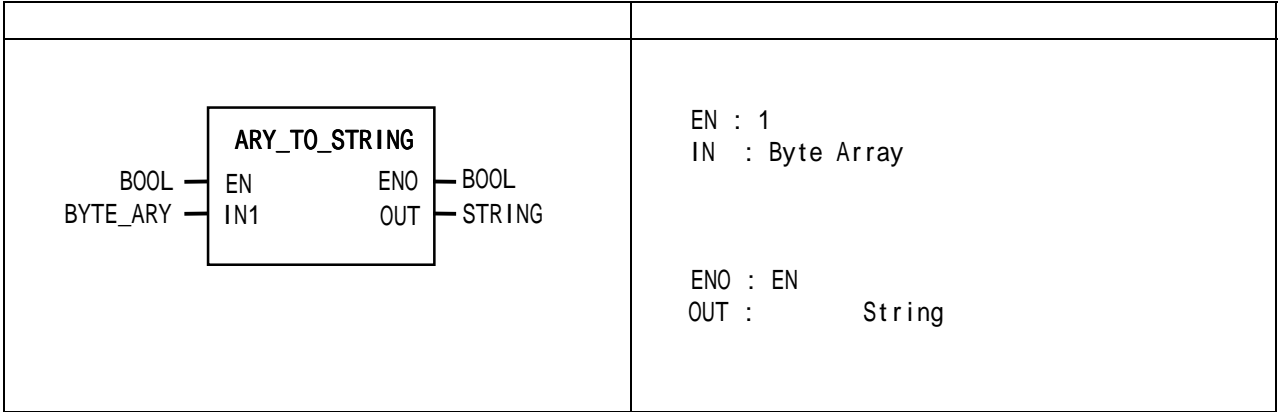 ARY_TO_STRING
BOOL EN ENO BOOL
BYTE_ARY IN1 OUT STRING
EN : 1
IN : Byte Array
ENO : EN
OUT : String